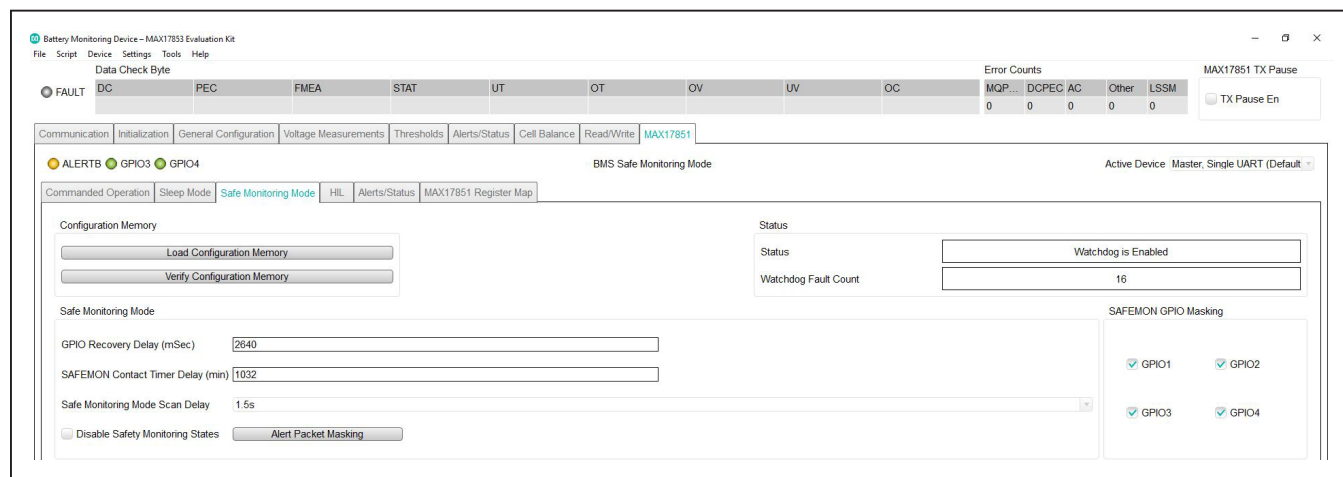 Battery Monitoring Device – MAX17853 Evaluation Kit
File Script Device Settings Tools Help
Data Check Byte Error Counts MAX17851 TX Pause
FAULT DC PEC FMEA STAT UT OT OV UV OC MQP... DCPEC AC Other LSSM
0 0 0 0 0 TX Pause En
Communication Initialization General Configuration Voltage Measurements Thresholds Alerts/Status Cell Balance Read/Write MAX17851
ALERTB GPIO3 GPIO4 BMS Safe Monitoring Mode Active Device Master, Single UART (Default
Commanded Operation Sleep Mode Safe Monitoring Mode HIL Alerts/Status MAX17851 Register Map
Configuration Memory Status
Load Configuration Memory Status Watchdog is Enabled
Verify Configuration Memory Watchdog Fault Count 16
Safe Monitoring Mode SAFEMON GPIO Masking
GPIO Recovery Delay (mSec) 2640
GPIO1 GPIO2
SAFEMON Contact Timer Delay (min) 1032
Safe Monitoring Mode Scan Delay 1.5s
GPIO3 GPIO4
Disable Safety Monitoring States Alert Packet Masking